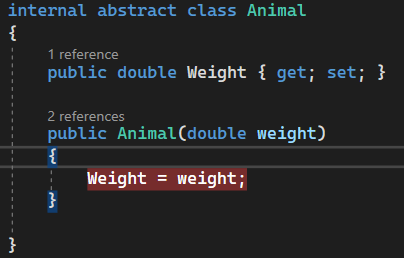 internal abstract class Animal
{
1 reference
public double Weight { get; set; }
2 references
public Animal(double weight)
{
Weight = weight;
}
}